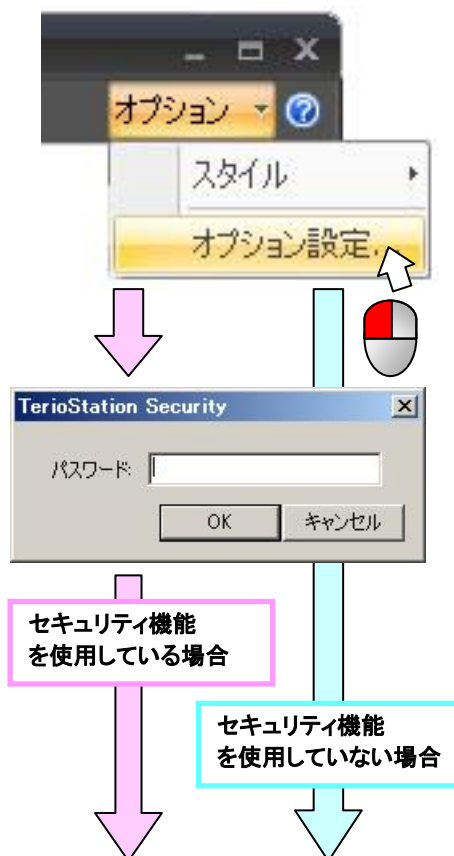 オプション
スタイル
オプション設定...
TerioStation Security
パスワード:
OK
キャンセル
セキュリティ機能
を使用している場合
セキュリティ機能
を使用していない場合